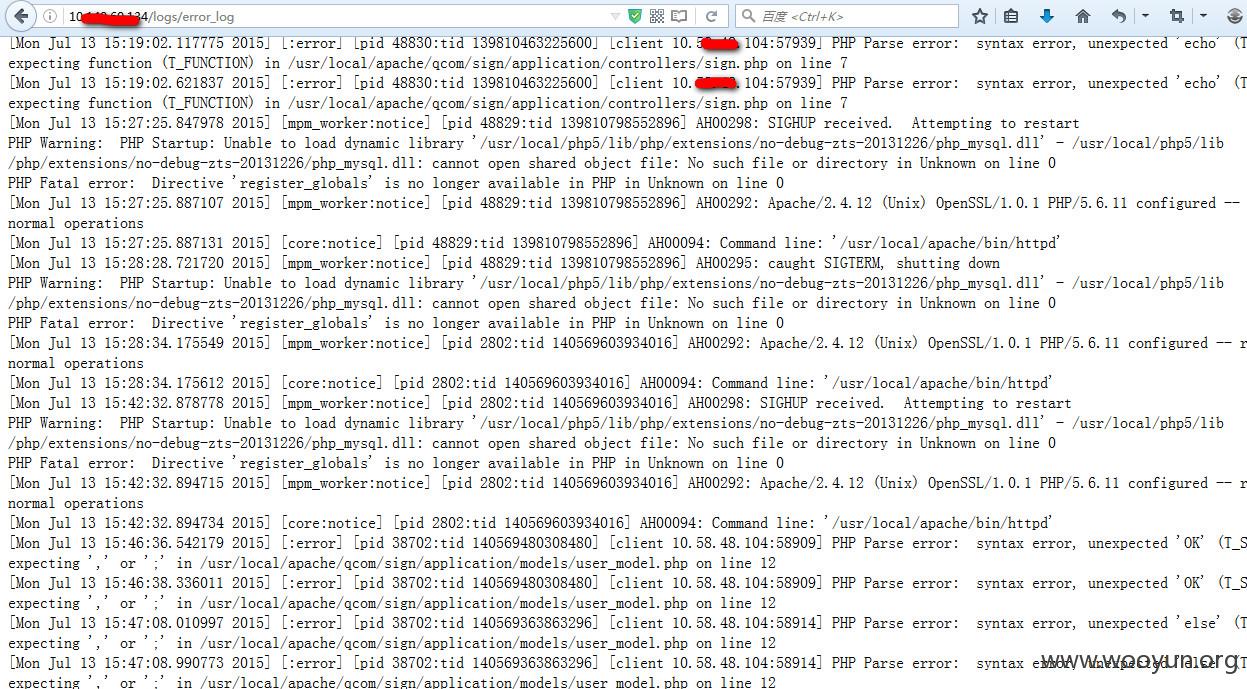 10. 134/logs/error_log
百度 <Ctrl+K>
[Mon Jul 13 15:19:02.117775 2015] [:error] [pid 48830:tid 139810463225600] [client 10.5 .104:57939] PHP Parse error:  syntax error, unexpected 'echo' (T
expecting function (T_FUNCTION) in /usr/local/apache/qcom/sign/application/controllers/sign.php on line 7
[Mon Jul 13 15:19:02.621837 2015] [:error] [pid 48830:tid 139810463225600] [client 10. .104:57939] PHP Parse error:  syntax error, unexpected 'echo' (T
expecting function (T_FUNCTION) in /usr/local/apache/qcom/sign/application/controllers/sign.php on line 7
[Mon Jul 13 15:27:25.847978 2015] [mpm_worker:notice] [pid 48829:tid 139810798552896] AH00298: SIGHUP received.  Attempting to restart
PHP Warning:  PHP Startup: Unable to load dynamic library '/usr/local/php5/lib/php/extensions/no-debug-zts-20131226/php_mysql.dll' - /usr/local/php5/lib
/php/extensions/no-debug-zts-20131226/php_mysql.dll: cannot open shared object file: No such file or directory in Unknown on line 0
PHP Fatal error:  Directive 'register_globals' is no longer available in PHP in Unknown on line 0
[Mon Jul 13 15:27:25.887107 2015] [mpm_worker:notice] [pid 48829:tid 139810798552896] AH00292: Apache/2.4.12 (Unix) OpenSSL/1.0.1 PHP/5.6.11 configured --
normal operations
[Mon Jul 13 15:27:25.887131 2015] [core:notice] [pid 48829:tid 139810798552896] AH00094: Command line: '/usr/local/apache/bin/httpd'
[Mon Jul 13 15:28:28.721720 2015] [mpm_worker:notice] [pid 48829:tid 139810798552896] AH00295: caught SIGTERM, shutting down
PHP Warning:  PHP Startup: Unable to load dynamic library '/usr/local/php5/lib/php/extensions/no-debug-zts-20131226/php_mysql.dll' - /usr/local/php5/lib
/php/extensions/no-debug-zts-20131226/php_mysql.dll: cannot open shared object file: No such file or directory in Unknown on line 0
PHP Fatal error:  Directive 'register_globals' is no longer available in PHP in Unknown on line 0
[Mon Jul 13 15:28:34.175549 2015] [mpm_worker:notice] [pid 2802:tid 140569603934016] AH00292: Apache/2.4.12 (Unix) OpenSSL/1.0.1 PHP/5.6.11 configured -- r
normal operations
[Mon Jul 13 15:28:34.175612 2015] [core:notice] [pid 2802:tid 140569603934016] AH00094: Command line: '/usr/local/apache/bin/httpd'
[Mon Jul 13 15:42:32.878778 2015] [mpm_worker:notice] [pid 2802:tid 140569603934016] AH00298: SIGHUP received.  Attempting to restart
PHP Warning:  PHP Startup: Unable to load dynamic library '/usr/local/php5/lib/php/extensions/no-debug-zts-20131226/php_mysql.dll' - /usr/local/php5/lib
/php/extensions/no-debug-zts-20131226/php_mysql.dll: cannot open shared object file: No such file or directory in Unknown on line 0
PHP Fatal error:  Directive 'register_globals' is no longer available in PHP in Unknown on line 0
[Mon Jul 13 15:42:32.894715 2015] [mpm_worker:notice] [pid 2802:tid 140569603934016] AH00292: Apache/2.4.12 (Unix) OpenSSL/1.0.1 PHP/5.6.11 configured -- r
normal operations
[Mon Jul 13 15:42:32.894734 2015] [core:notice] [pid 2802:tid 140569603934016] AH00094: Command line: '/usr/local/apache/bin/httpd'
[Mon Jul 13 15:46:36.542179 2015] [:error] [pid 38702:tid 140569480308480] [client 10.58.48.104:58909] PHP Parse error:  syntax error, unexpected 'OK' (T_S
expecting ',' or ';' in /usr/local/apache/qcom/sign/application/models/user_model.php on line 12
[Mon Jul 13 15:46:38.336011 2015] [:error] [pid 38702:tid 140569480308480] [client 10.58.48.104:58909] PHP Parse error:  syntax error, unexpected 'OK' (T_S
expecting ',' or ';' in /usr/local/apache/qcom/sign/application/models/user_model.php on line 12
[Mon Jul 13 15:47:08.010997 2015] [:error] [pid 38702:tid 140569363863296] [client 10.58.48.104:58914] PHP Parse error:  syntax error, unexpected 'else' (T
expecting ',' or ';' in /usr/local/apache/qcom/sign/application/models/user_model.php on line 12
[Mon Jul 13 15:47:08.990773 2015] [:error] [pid 38702:tid 140569363863296] [client 10.58.48.104:58914] PHP Parse error:  syntax error, unexpected 'else' (T
expecting ',' or ';' in /usr/local/apache/qcom/sign/application/models/user_model.php on line 12
www.wooyun.org